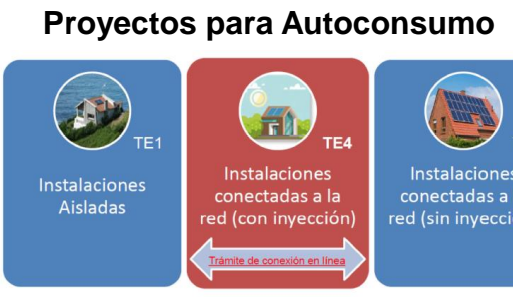 Proyectos para Autoconsumo
TE1
Instalaciones
Aisladas
TE4
Instalaciones
conectadas a la
red (con inyección)
Trámite de conexión en línea
Instalaciones
conectadas a
red (sin